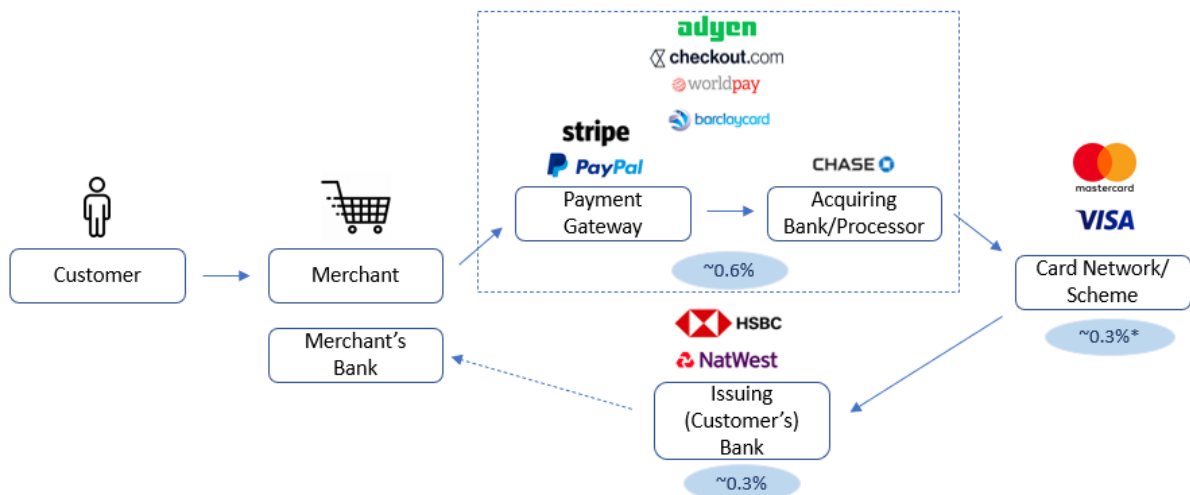 adyen
checkout.com
worldpay
barclaycard
stripe
PayPal
CHASE
mastercard
VISA
Payment
Gateway
Acquiring
Bank/Processor
Customer
Merchant
~0.6%
Card Network/
Scheme
~0.3%*
HSBC
NatWest
Merchant's
Bank
Issuing
(Customer's)
Bank
~0.3%